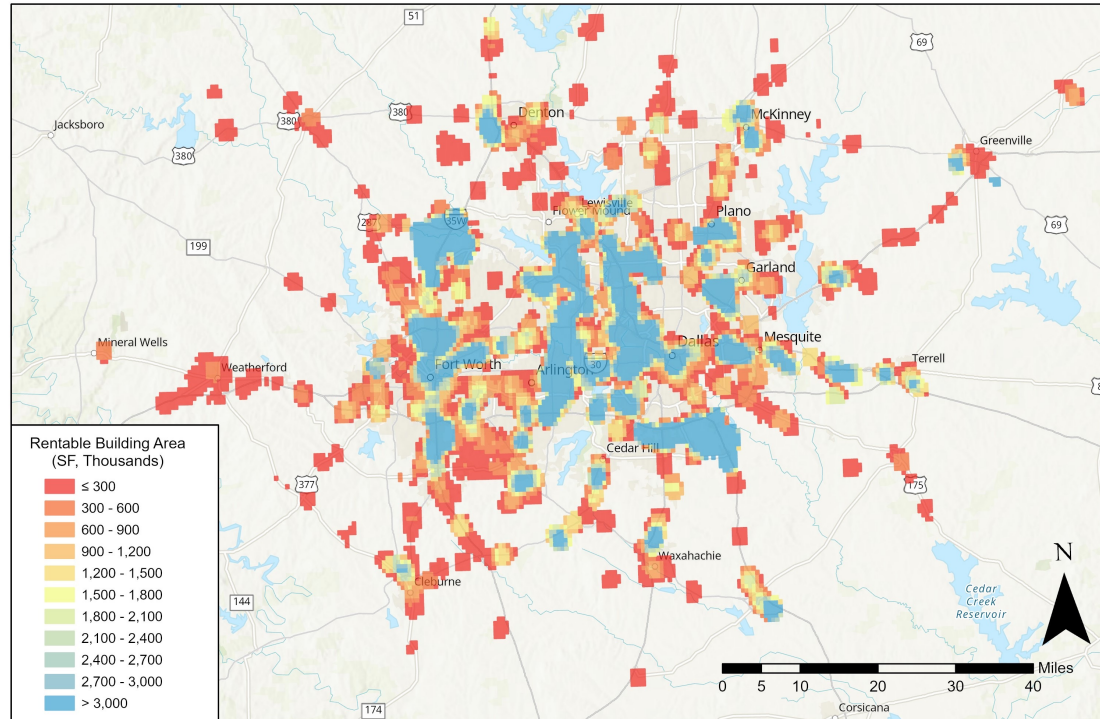 51
69
Jacksboro
380
380
Denton
380
McKinney
Greenville
Lewisville
Flower Mound
287
35W
Plano
69
199
Garland
Mineral Wells
Weatherford
Fort Worth
Arlington
30
Dallas
Mesquite
Terrell
8
Cedar Hill
377
175
Waxahachie
Cleburne
144
174
Cedar
Creek
Reservoir
Corsicana
Rentable Building Area
(SF, Thousands)
≤ 300
300 - 600
600 - 900
900 - 1,200
1,200 - 1,500
1,500 - 1,800
1,800 - 2,100
2,100 - 2,400
2,400 - 2,700
2,700 - 3,000
> 3,000
N
Miles
0 5 10 20 30 40